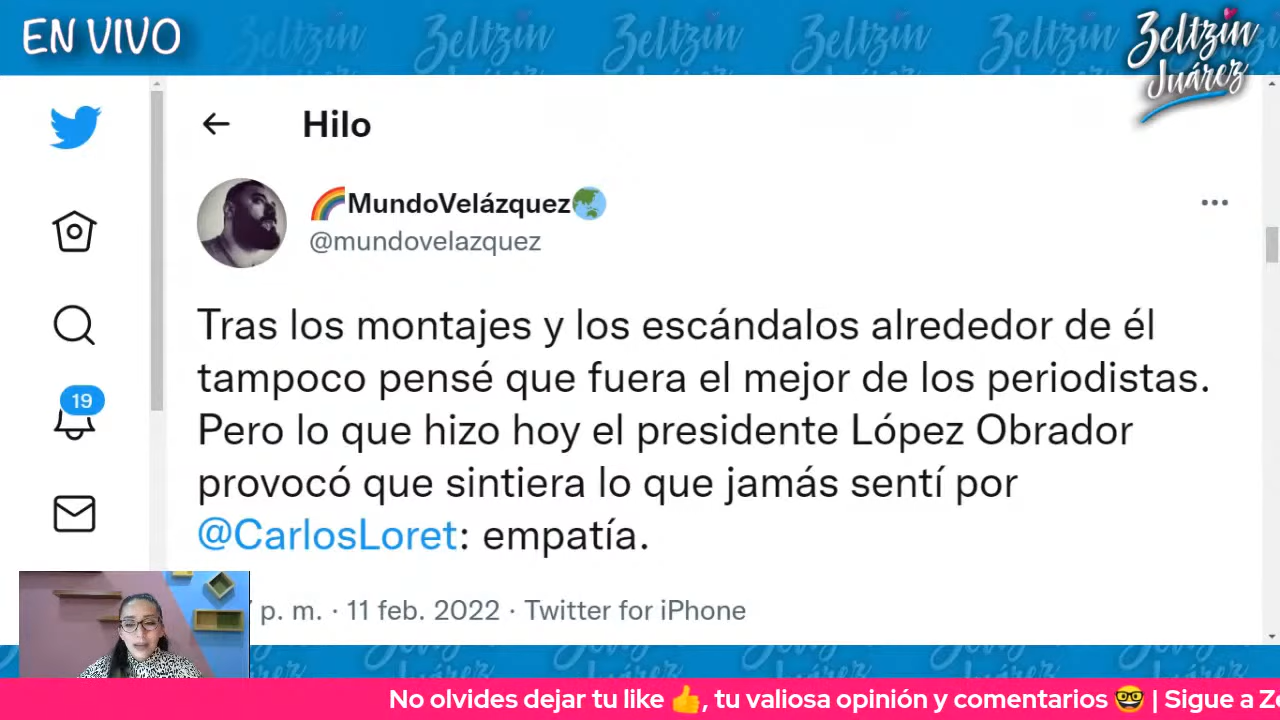 EN VIVO
Zeltzin
Juárez
Hilo
🌈MundoVelázquez🌏
@mundovelazquez
19
Tras los montajes y los escándalos alrededor de él
tampoco pensé que fuera el mejor de los periodistas.
Pero lo que hizo hoy el presidente López Obrador
provocó que sintiera lo que jamás sentí por
@CarlosLoret: empatía.
p. m. · 11 feb. 2022 · Twitter for iPhone
No olvides dejar tu like 👍, tu valiosa opinión y comentarios 🤓 | Sigue a